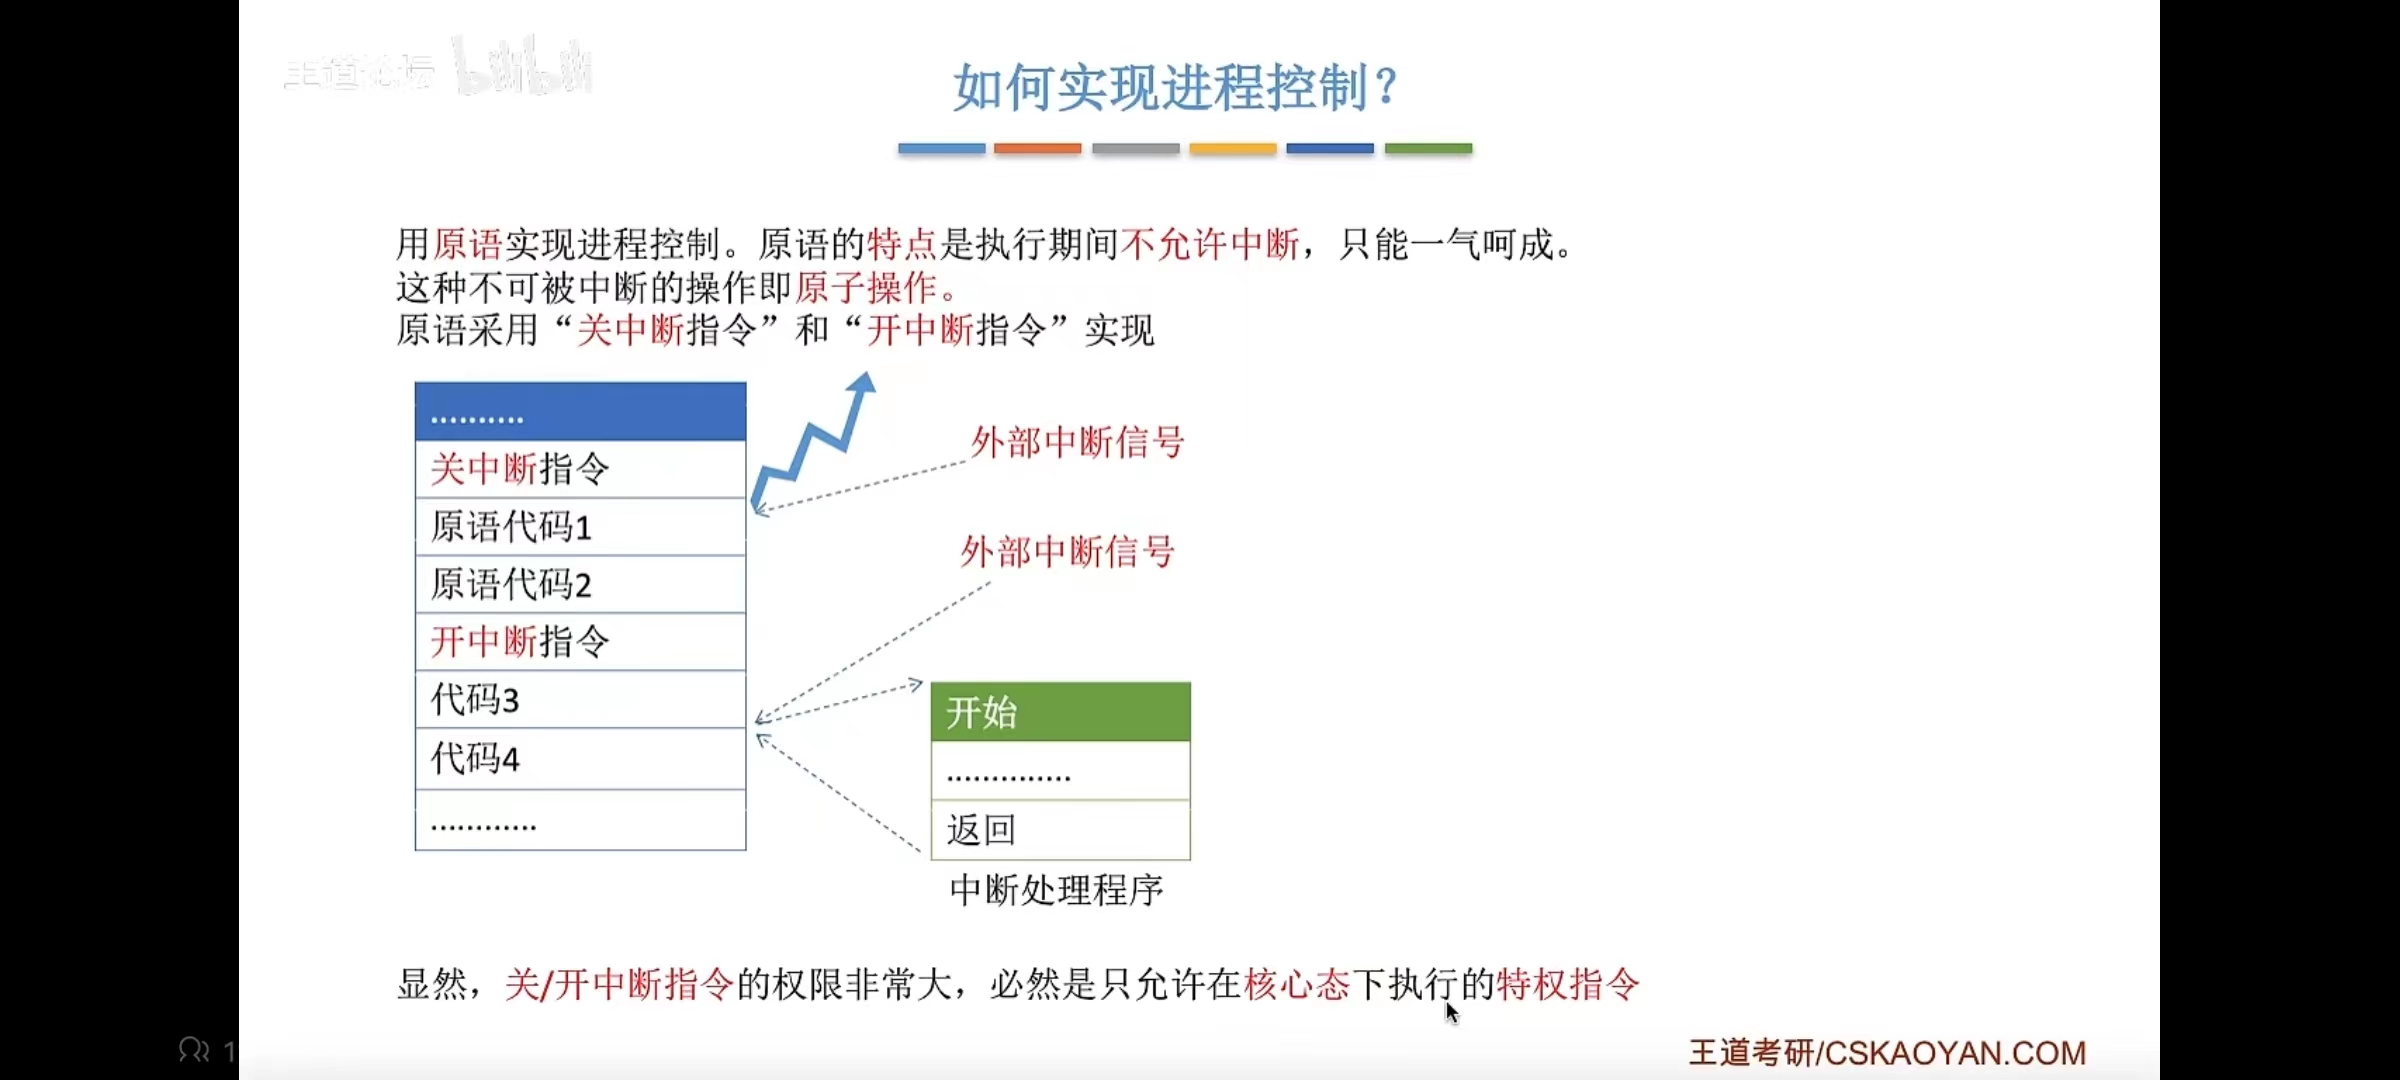 王道论坛 bilibili
如何实现进程控制？
用原语实现进程控制。原语的特点是执行期间不允许中断，只能一气呵成。
这种不可被中断的操作即原子操作。
原语采用“关中断指令”和“开中断指令”实现
..........
关中断指令
原语代码1
原语代码2
开中断指令
代码3
代码4
............
外部中断信号
外部中断信号
开始
..............
返回
中断处理程序
显然，关/开中断指令的权限非常大，必然是只允许在核心态下执行的特权指令
王道考研/CSKAOYAN.COM